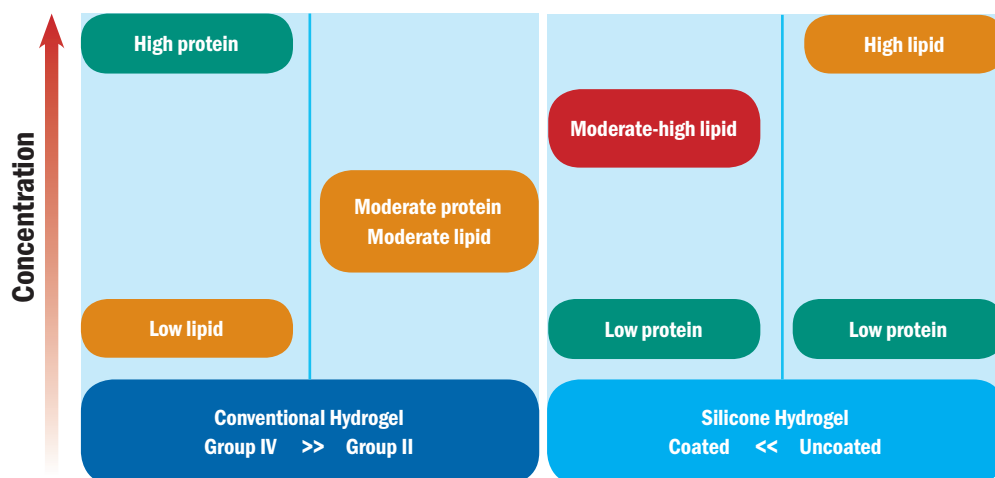 Concentration
High protein
High lipid
Moderate-high lipid
Moderate protein
Moderate lipid
Low lipid
Low protein
Low protein
Conventional Hydrogel
Group IV >> Group II
Silicone Hydrogel
Coated << Uncoated